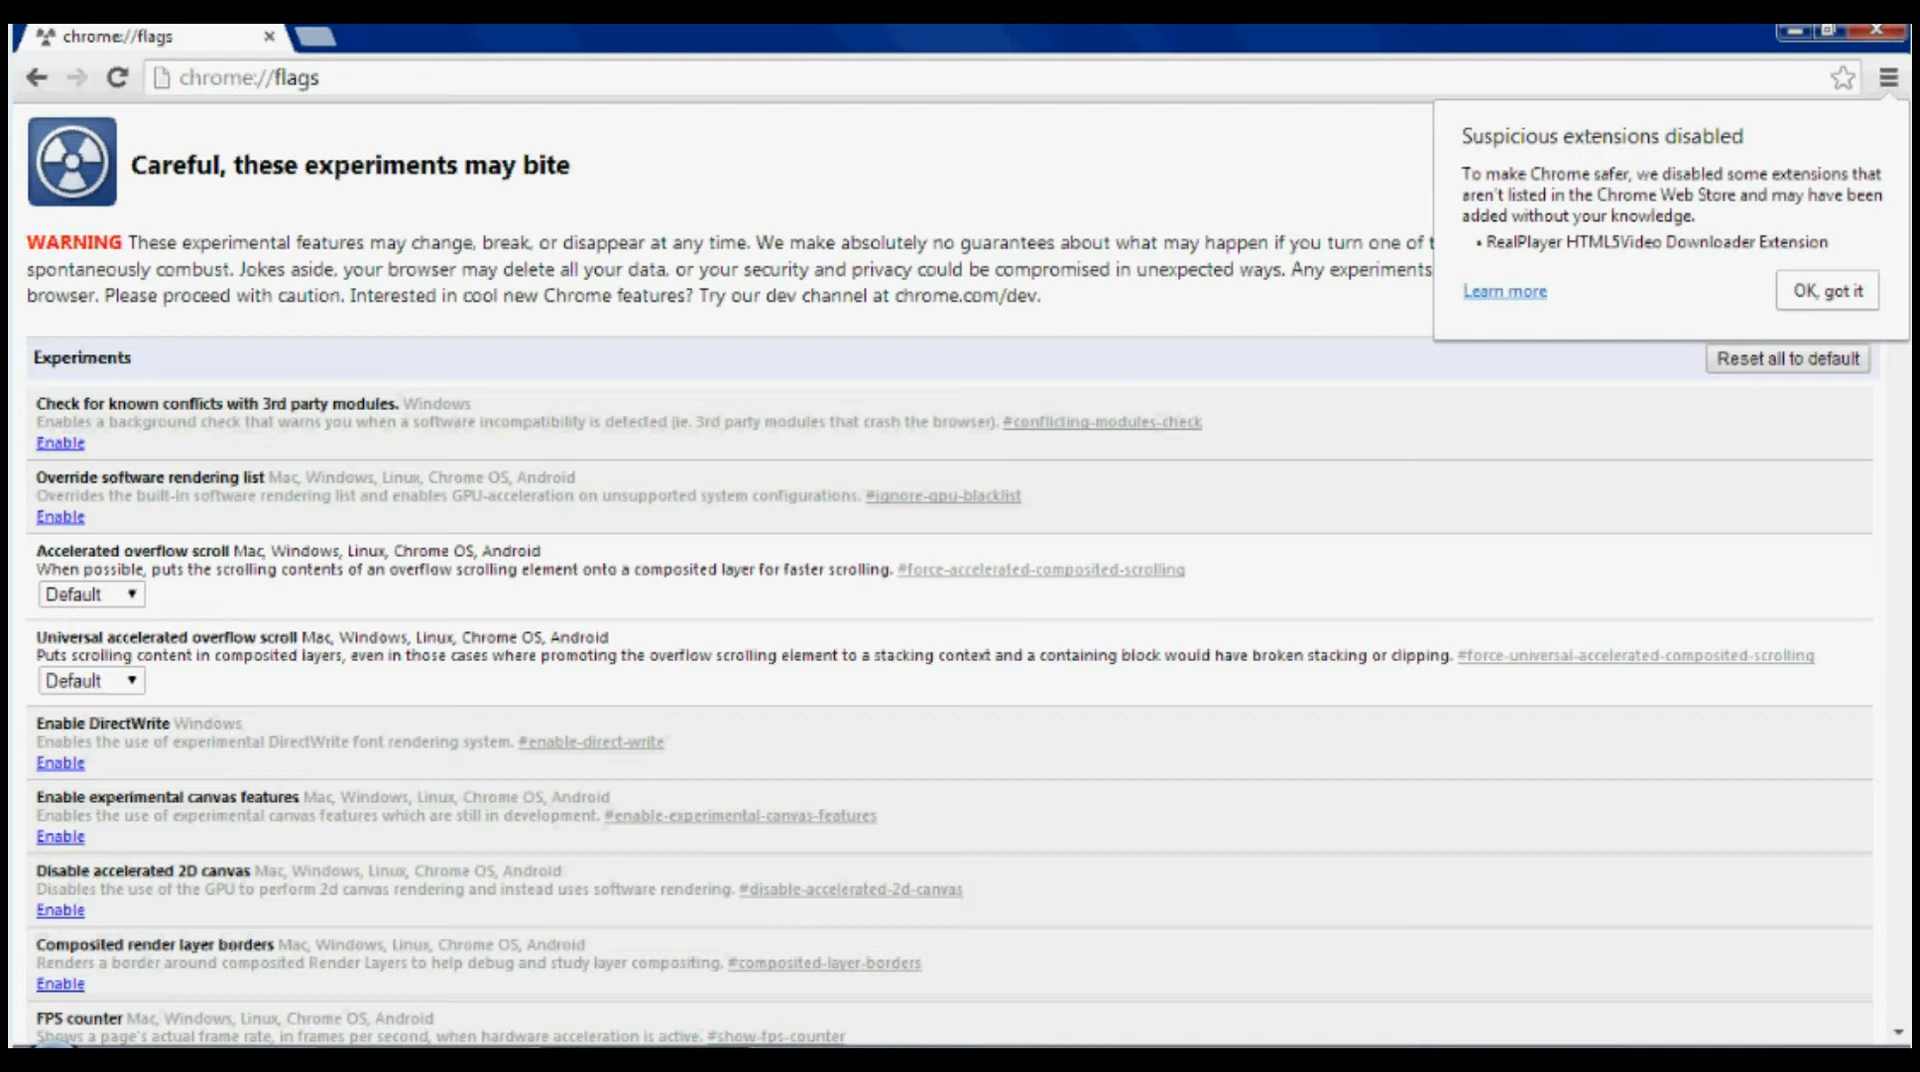 chrome://flags
chrome://flags
Careful, these experiments may bite
WARNING These experimental features may change, break, or disappear at any time. We make absolutely no guarantees about what may happen if you turn one of
spontaneously combust. Jokes aside, your browser may delete all your data, or your security and privacy could be compromised in unexpected ways. Any experiments
browser. Please proceed with caution. Interested in cool new Chrome features? Try our dev channel at chrome.com/dev.
Suspicious extensions disabled
To make Chrome safer, we disabled some extensions that
aren't listed in the Chrome Web Store and may have been
added without your knowledge.
• RealPlayer HTML5Video Downloader Extension
Learn more
OK, got it
Experiments
Reset all to default
Check for known conflicts with 3rd party modules. Windows
Enables a background check that warns you when a software incompatibility is detected (ie. 3rd party modules that crash the browser). #conflicting-modules-check
Enable
Override software rendering list Mac, Windows, Linux, Chrome OS, Android
Overrides the built-in software rendering list and enables GPU-acceleration on unsupported system configurations. #ignore-gpu-blacklist
Enable
Accelerated overflow scroll Mac, Windows, Linux, Chrome OS, Android
When possible, puts the scrolling contents of an overflow scrolling element onto a composited layer for faster scrolling. #force-accelerated-composited-scrolling
Default
Universal accelerated overflow scroll Mac, Windows, Linux, Chrome OS, Android
Puts scrolling content in composited layers, even in those cases where promoting the overflow scrolling element to a stacking context and a containing block would have broken stacking or clipping. #force-universal-accelerated-composited-scrolling
Default
Enable DirectWrite Windows
Enables the use of experimental DirectWrite font rendering system. #enable-direct-write
Enable
Enable experimental canvas features Mac, Windows, Linux, Chrome OS, Android
Enables the use of experimental canvas features which are still in development. #enable-experimental-canvas-features
Enable
Disable accelerated 2D canvas Mac, Windows, Linux, Chrome OS, Android
Disables the use of the GPU to perform 2d canvas rendering and instead uses software rendering. #disable-accelerated-2d-canvas
Enable
Composited render layer borders Mac, Windows, Linux, Chrome OS, Android
Renders a border around composited Render Layers to help debug and study layer compositing. #composited-layer-borders
Enable
FPS counter Mac, Windows, Linux, Chrome OS, Android
Shows a page's actual frame rate, in frames per second, when hardware acceleration is active. #show-fps-counter